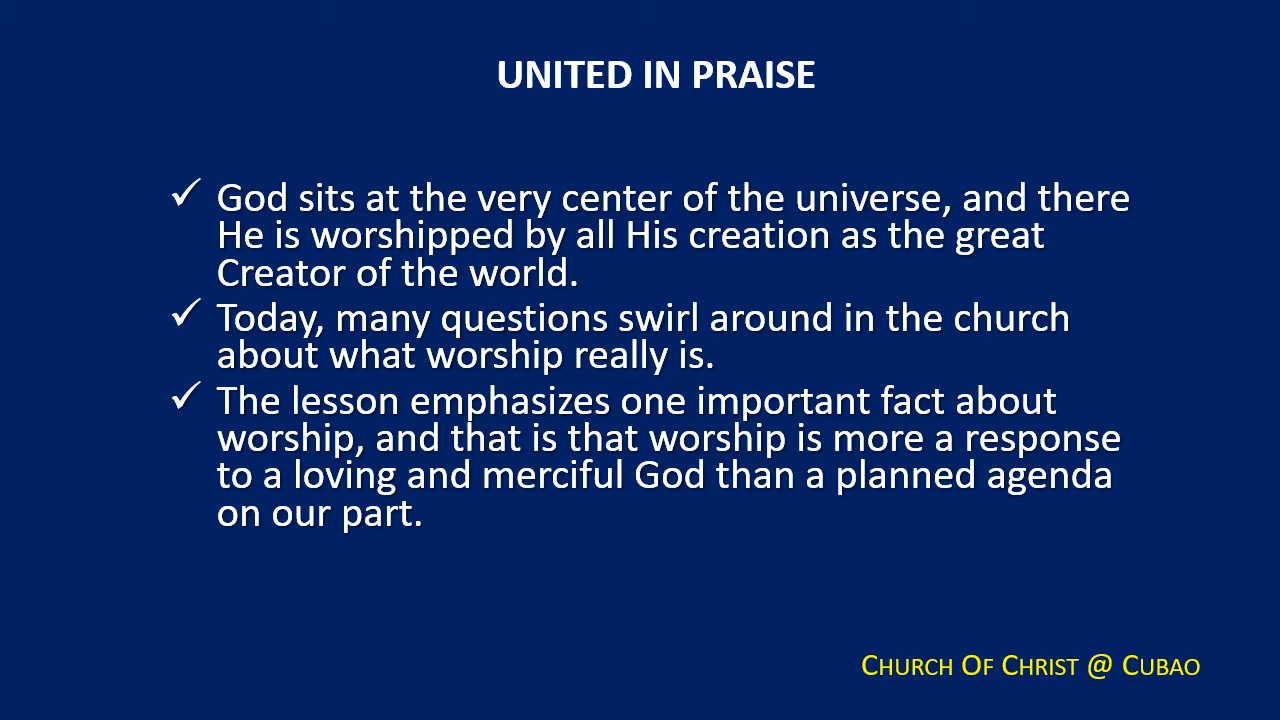 UNITED IN PRAISE
✓ God sits at the very center of the universe, and there
He is worshipped by all His creation as the great
Creator of the world.
✓ Today, many questions swirl around in the church
about what worship really is.
✓ The lesson emphasizes one important fact about
worship, and that is that worship is more a response
to a loving and merciful God than a planned agenda
on our part.
CHURCH OF CHRIST @ CUBAO